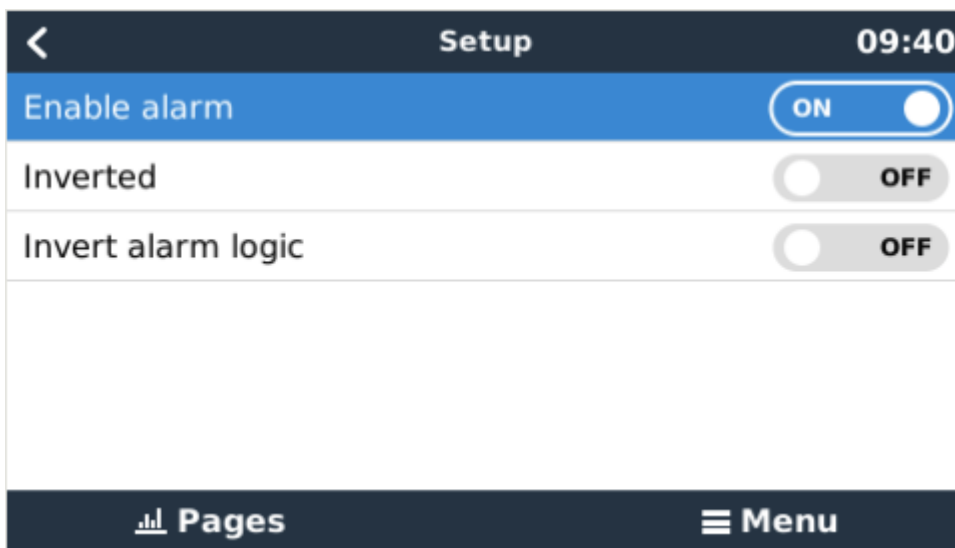 Setup 09:40
Enable alarm ON
Inverted OFF
Invert alarm logic OFF
Pages Menu